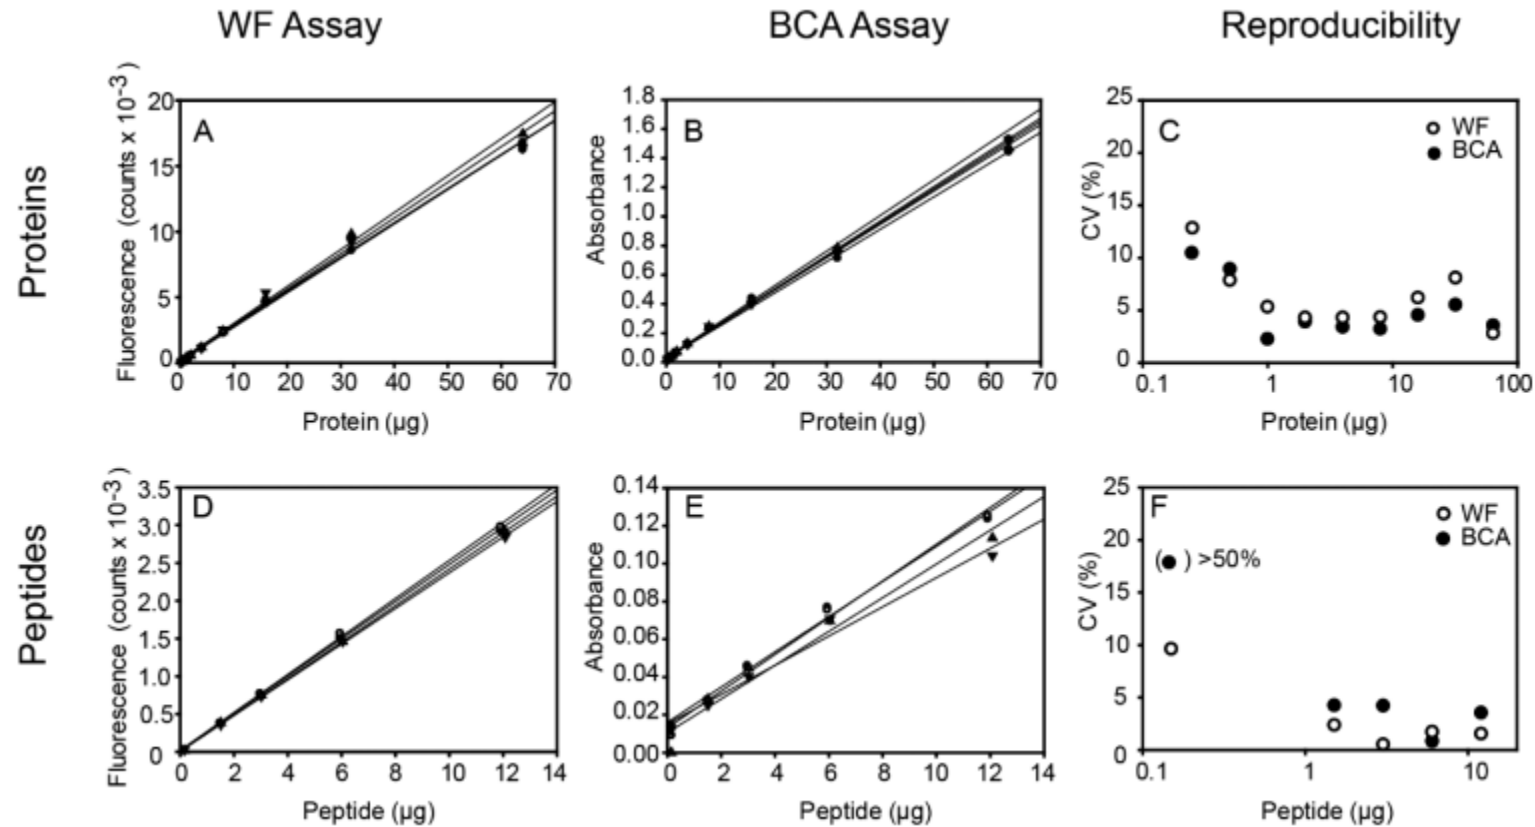 WF Assay
BCA Assay
Reproducibility
Proteins
Fluorescence (counts x 10⁻³)
20
15
10
5
0
A
0 10 20 30 40 50 60 70
Protein (µg)
Absorbance
1.8
1.6
1.4
1.2
1.0
0.8
0.6
0.4
0.2
0.0
B
0 10 20 30 40 50 60 70
Protein (µg)
CV (%)
25
20
15
10
5
0
C
WF
BCA
0.1 1 10 100
Protein (µg)
Peptides
Fluorescence (counts x 10⁻³)
3.5
3.0
2.5
2.0
1.5
1.0
0.5
0
D
0 2 4 6 8 10 12 14
Peptide (µg)
Absorbance
0.14
0.12
0.10
0.08
0.06
0.04
0.02
0.00
E
0 2 4 6 8 10 12 14
Peptide (µg)
CV (%)
25
20
15
10
5
0
F
WF
BCA
( ) >50%
0.1 1 10
Peptide (µg)